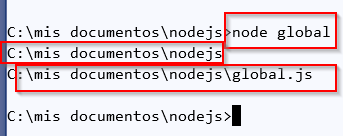 C:\mis documentos\nodejs>node global
C:\mis documentos\nodejs
C:\mis documentos\nodejs\global.js
C:\mis documentos\nodejs>